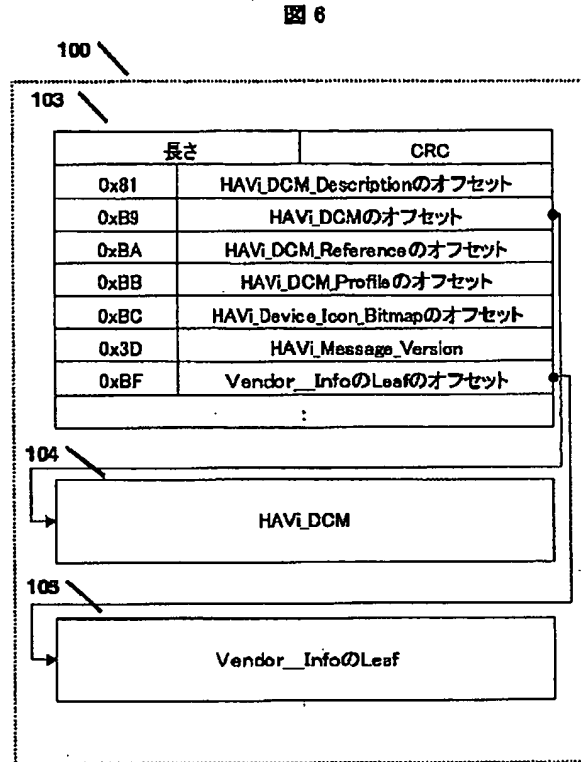 図 6
100
103
長さ CRC
0x81 HAVi_DCM_Descriptionのオフセット
0xB9 HAVi_DCMのオフセット
0xBA HAVi_DCM_Referenceのオフセット
0xBB HAVi_DCM_Profileのオフセット
0xBC HAVi_Device_Icon_Bitmapのオフセット
0x3D HAVi_Message_Version
0xBF Vendor__InfoのLeafのオフセット
:
104
HAVi_DCM
105
Vendor__InfoのLeaf